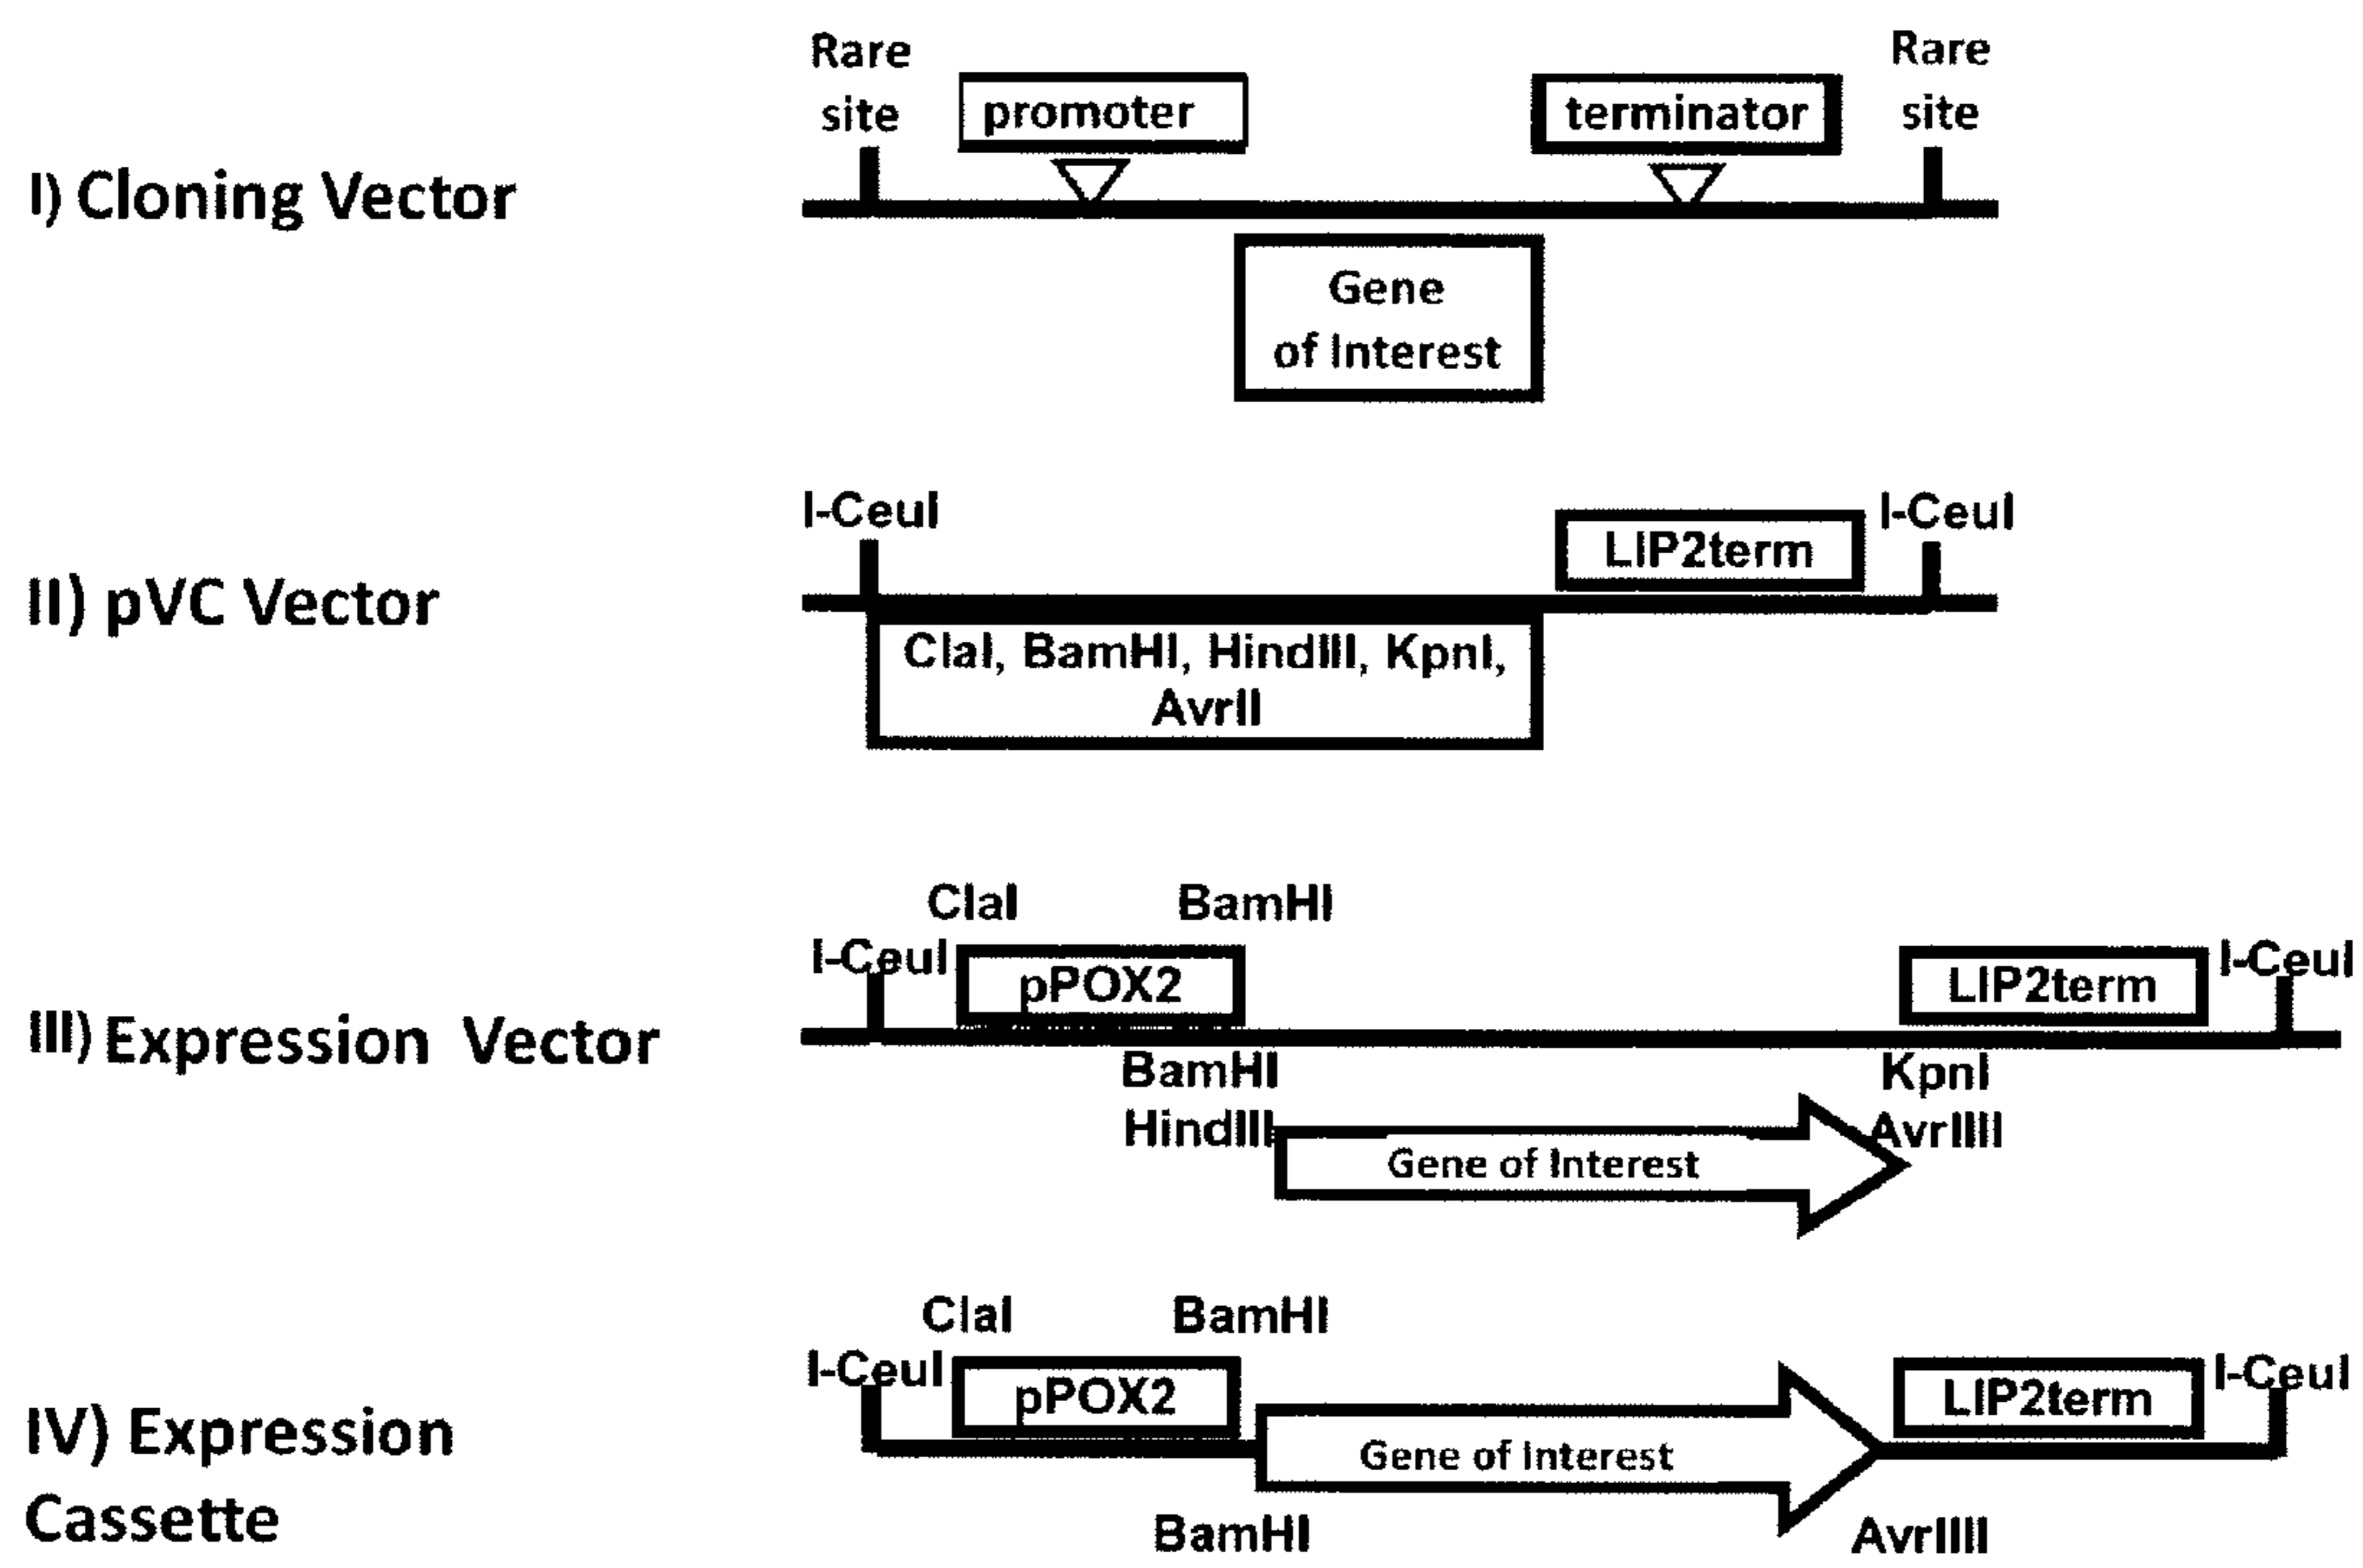 Rare
site
promoter
terminator
Rare
site
I) Cloning Vector
Gene
of Interest
I-CeuI
LIP2term
I-CeuI
II) pVC Vector
ClaI, BamHI, HindIII, KpnI,
AvrII
ClaI
BamHI
I-CeuI
pPOX2
LIP2term
I-CeuI
III) Expression Vector
BamHI
KpnI
HindIII
AvrIIII
Gene of Interest
ClaI
BamHI
I-CeuI
pPOX2
LIP2term
I-CeuI
IV) Expression
Cassette
Gene of Interest
BamHI
AvrIIII